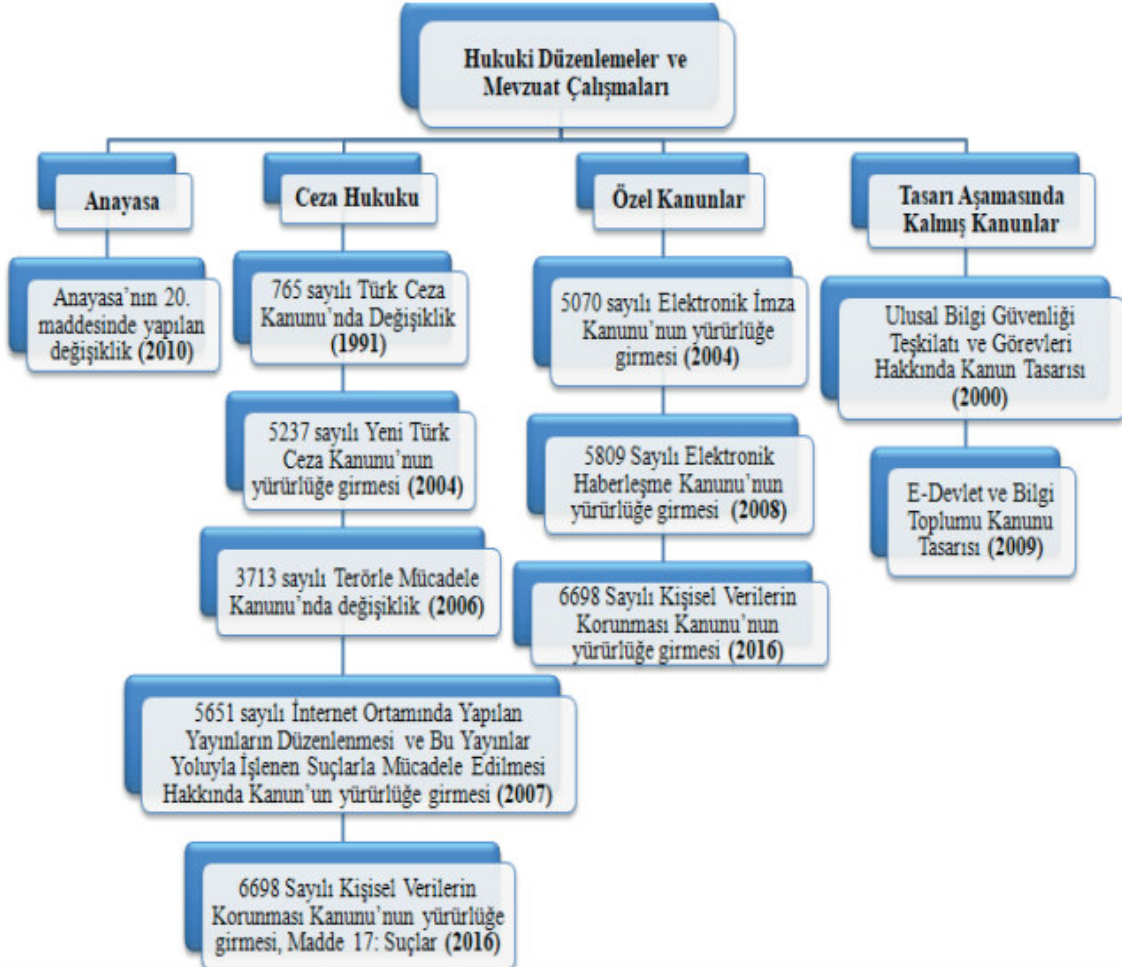 Hukuki Düzenlemeler ve
Mevzuat Çalışmaları
Anayasa
Anayasa’nın 20.
maddesinde yapılan
değişiklik (2010)
Ceza Hukuku
765 sayılı Türk Ceza
Kanunu’nda Değişiklik
(1991)
5237 sayılı Yeni Türk
Ceza Kanunu’nun
yürürlüğe girmesi (2004)
3713 sayılı Terörle Mücadele
Kanunu’nda değişiklik (2006)
5651 sayılı İnternet Ortamında Yapılan
Yayınların Düzenlenmesi ve Bu Yayınlar
Yoluyla İşlenen Suçlarla Mücadele Edilmesi
Hakkında Kanun’un yürürlüğe girmesi (2007)
6698 Sayılı Kişisel Verilerin
Korunması Kanunu’nun yürürlüğe
girmesi, Madde 17: Suçlar (2016)
Özel Kanunlar
5070 sayılı Elektronik İmza
Kanunu’nun yürürlüğe
girmesi (2004)
5809 Sayılı Elektronik
Haberleşme Kanunu’nun
yürürlüğe girmesi (2008)
6698 Sayılı Kişisel Verilerin
Korunması Kanunu’nun
yürürlüğe girmesi (2016)
Tasarı Aşamasında
Kalmış Kanunlar
Ulusal Bilgi Güvenliği
Teşkilatı ve Görevleri
Hakkında Kanun Tasarısı
(2000)
E-Devlet ve Bilgi
Toplumu Kanunu
Tasarısı (2009)